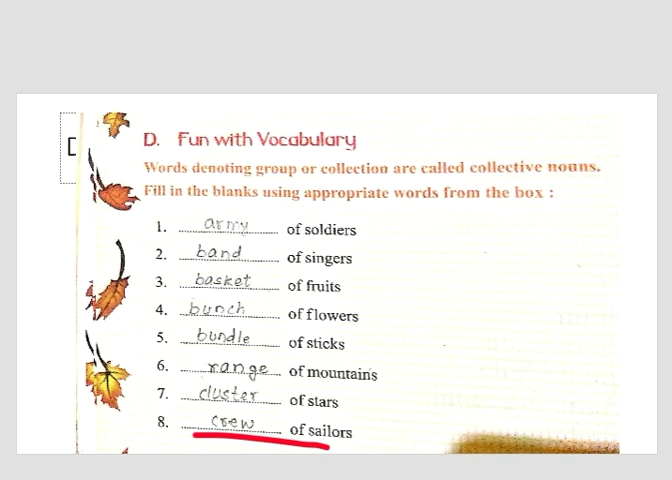 D. Fun with Vocabulary
Words denoting group or collection are called collective nouns.
Fill in the blanks using appropriate words from the box :
1. army of soldiers
2. band of singers
3. basket of fruits
4. bunch of flowers
5. bundle of sticks
6. range of mountains
7. cluster of stars
8. crew of sailors